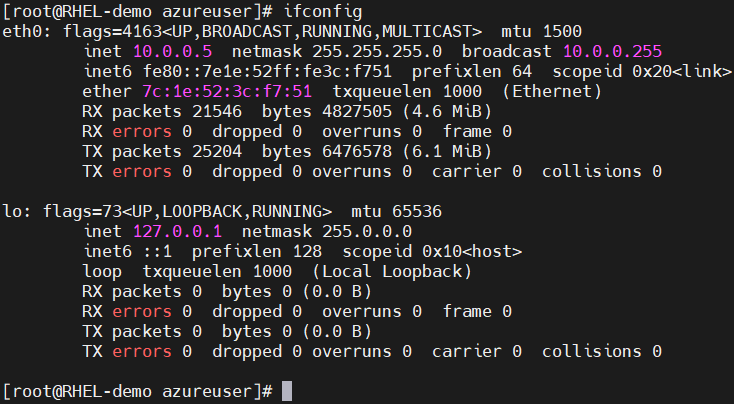 [root@RHEL-demo azureuser]# ifconfig
eth0: flags=4163<UP,BROADCAST,RUNNING,MULTICAST>  mtu 1500
        inet 10.0.0.5  netmask 255.255.255.0  broadcast 10.0.0.255
        inet6 fe80::7e1e:52ff:fe3c:f751  prefixlen 64  scopeid 0x20<link>
        ether 7c:1e:52:3c:f7:51  txqueuelen 1000  (Ethernet)
        RX packets 21546  bytes 4827505 (4.6 MiB)
        RX errors 0  dropped 0  overruns 0  frame 0
        TX packets 25204  bytes 6476578 (6.1 MiB)
        TX errors 0  dropped 0 overruns 0  carrier 0  collisions 0

lo: flags=73<UP,LOOPBACK,RUNNING>  mtu 65536
        inet 127.0.0.1  netmask 255.0.0.0
        inet6 ::1  prefixlen 128  scopeid 0x10<host>
        loop  txqueuelen 1000  (Local Loopback)
        RX packets 0  bytes 0 (0.0 B)
        RX errors 0  dropped 0  overruns 0  frame 0
        TX packets 0  bytes 0 (0.0 B)
        TX errors 0  dropped 0 overruns 0  carrier 0  collisions 0

[root@RHEL-demo azureuser]#